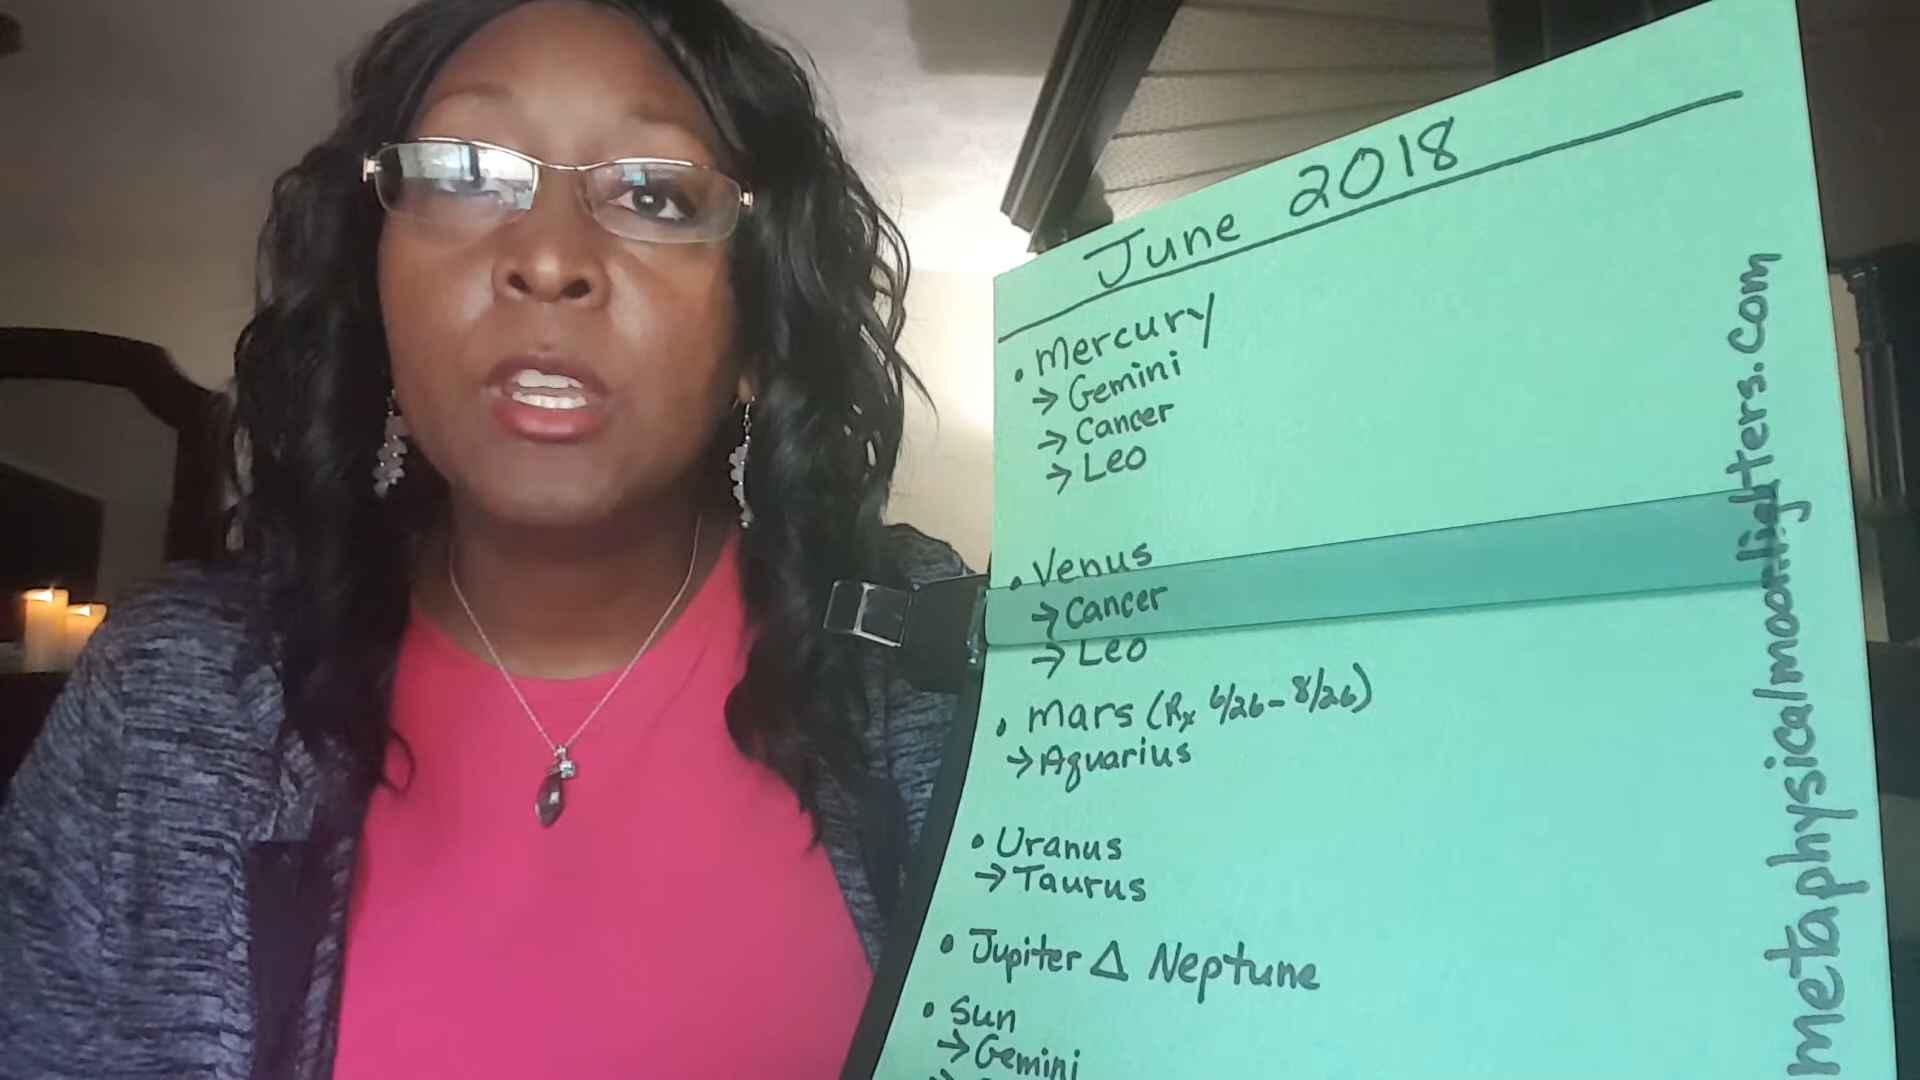 June 2018
• Mercury
→ Gemini
→ Cancer
→ Leo
• Venus
→ Cancer
→ Leo
• Mars (Rx 6/26-8/26)
→ Aquarius
• Uranus
→ Taurus
• Jupiter △ Neptune
• Sun
→ Gemini
metaphysicalmoonlighters.com